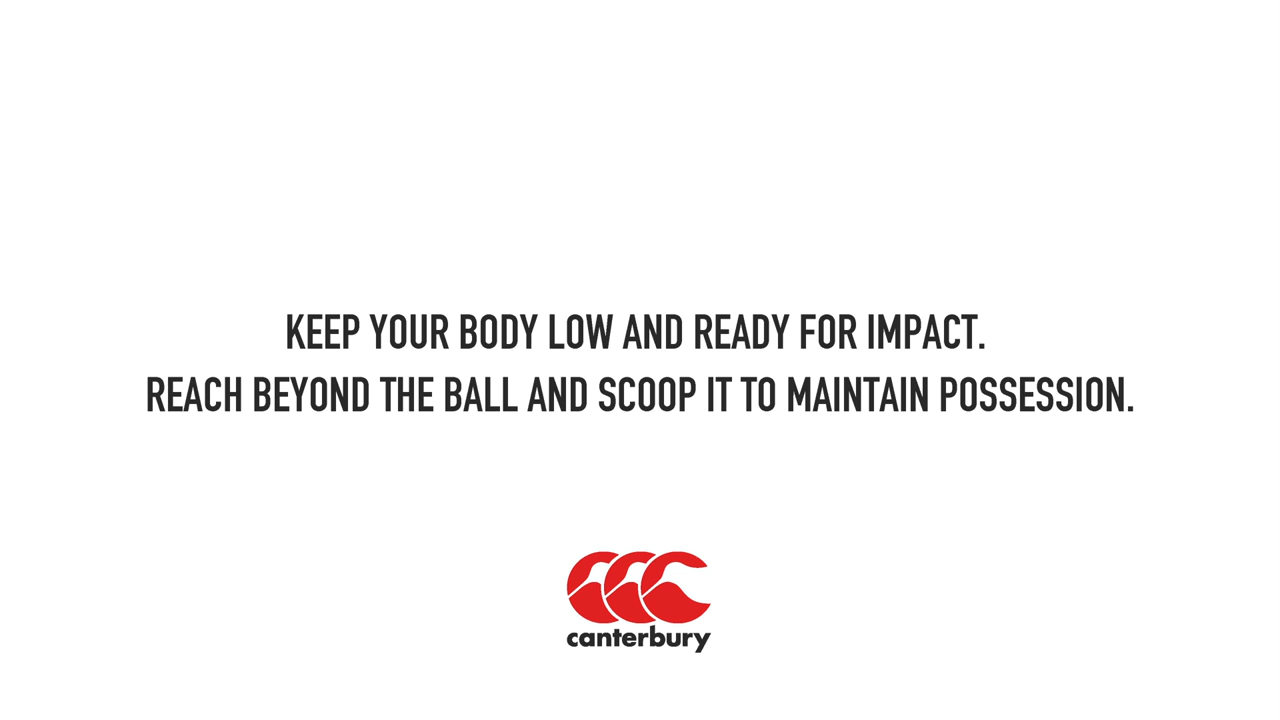 KEEP YOUR BODY LOW AND READY FOR IMPACT.
REACH BEYOND THE BALL AND SCOOP IT TO MAINTAIN POSSESSION.
canterbury